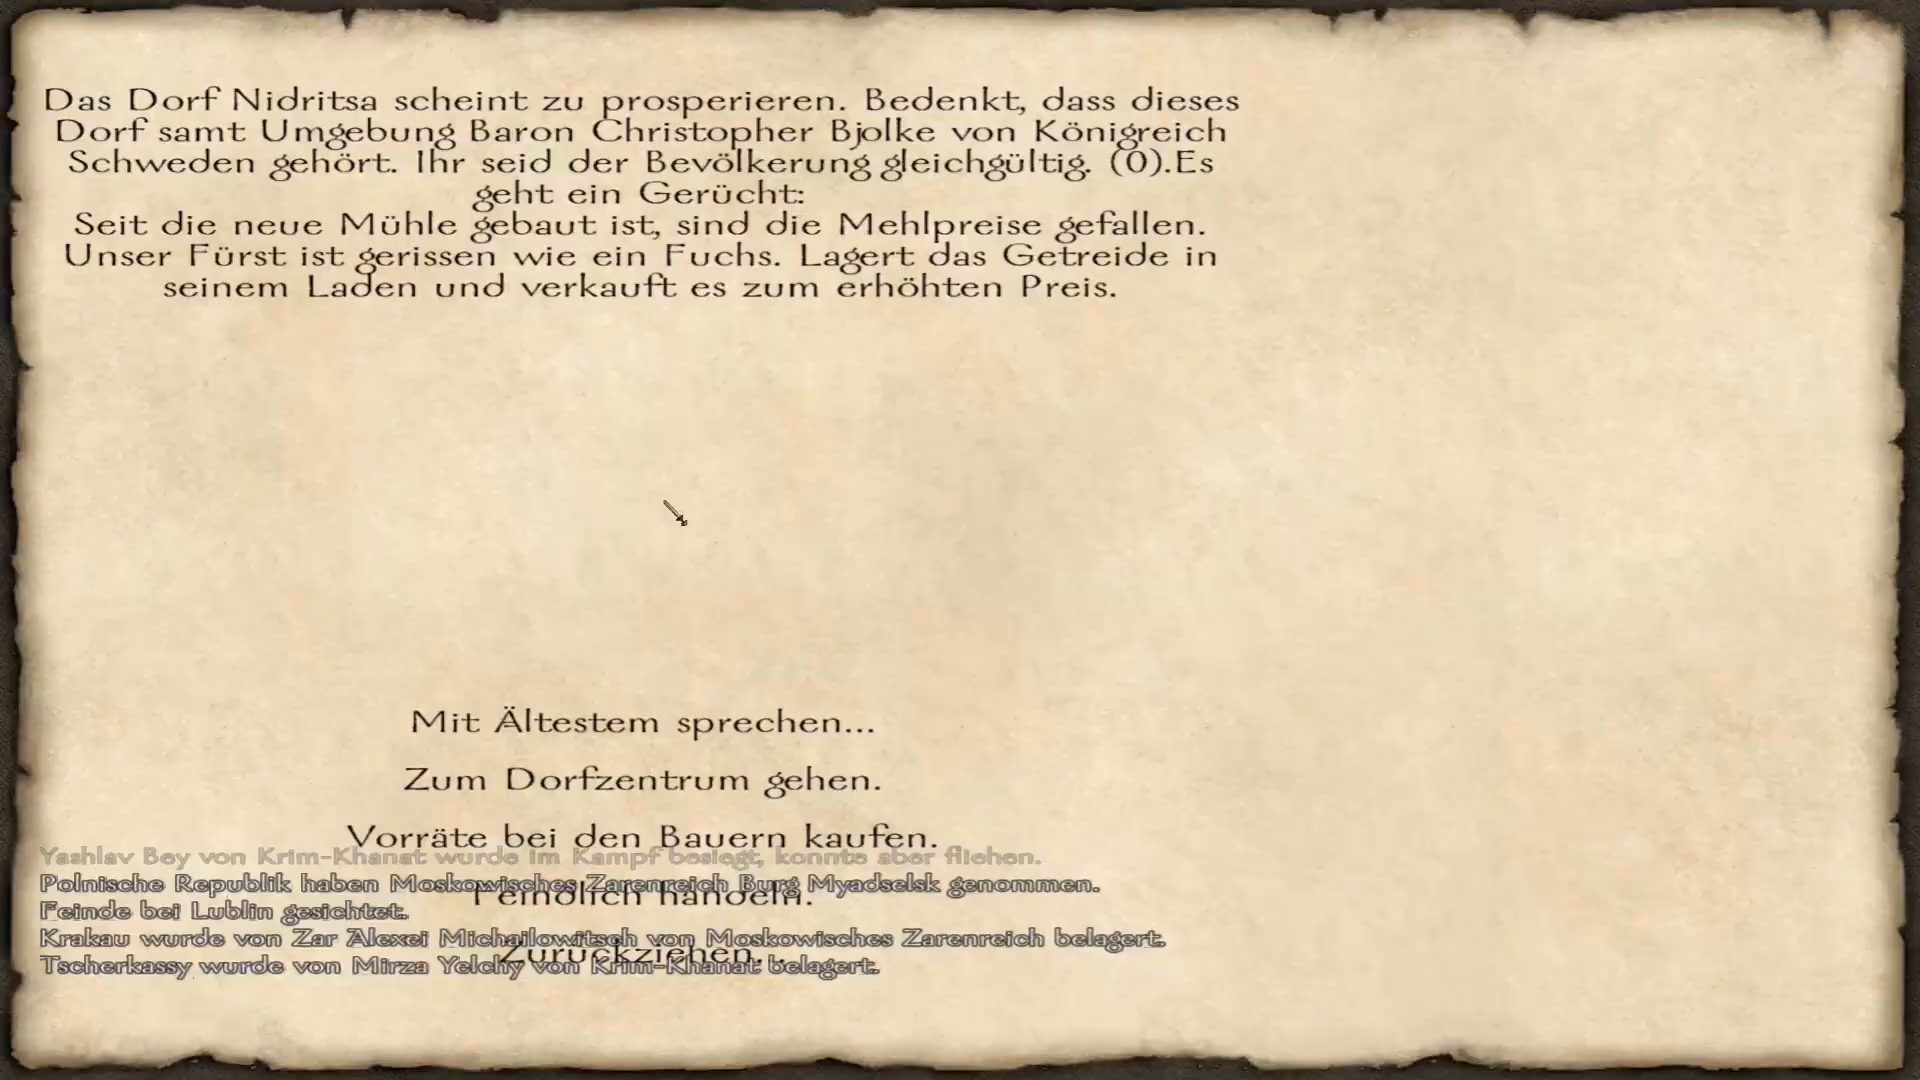 Das Dorf Nidritsa scheint zu prosperieren. Bedenkt, dass dieses
Dorf samt Umgebung Baron Christopher Bjolke von Königreich
Schweden gehört. Ihr seid der Bevölkerung gleichgültig. (0).Es
geht ein Gerücht:
Seit die neue Mühle gebaut ist, sind die Mehlpreise gefallen.
Unser Fürst ist gerissen wie ein Fuchs. Lagert das Getreide in
seinem Laden und verkauft es zum erhöhten Preis.
Mit Ältestem sprechen...
Zum Dorfzentrum gehen.
Vorräte bei den Bauern kaufen.
Yashlav Bey von Krim-Khanat wurde im Kampf besiegt, konnte aber fliehen.
Polnische Republik haben Moskowisches Zarenreich Burg Myadselsk genommen.
Feindlich handeln.
Feinde bei Lublin gesichtet.
Krakau wurde von Zar Alexei Michailowitsch von Moskowisches Zarenreich belagert.
Zurückziehen...
Tscherkassy wurde von Mirza Yelchy von Krim-Khanat belagert.